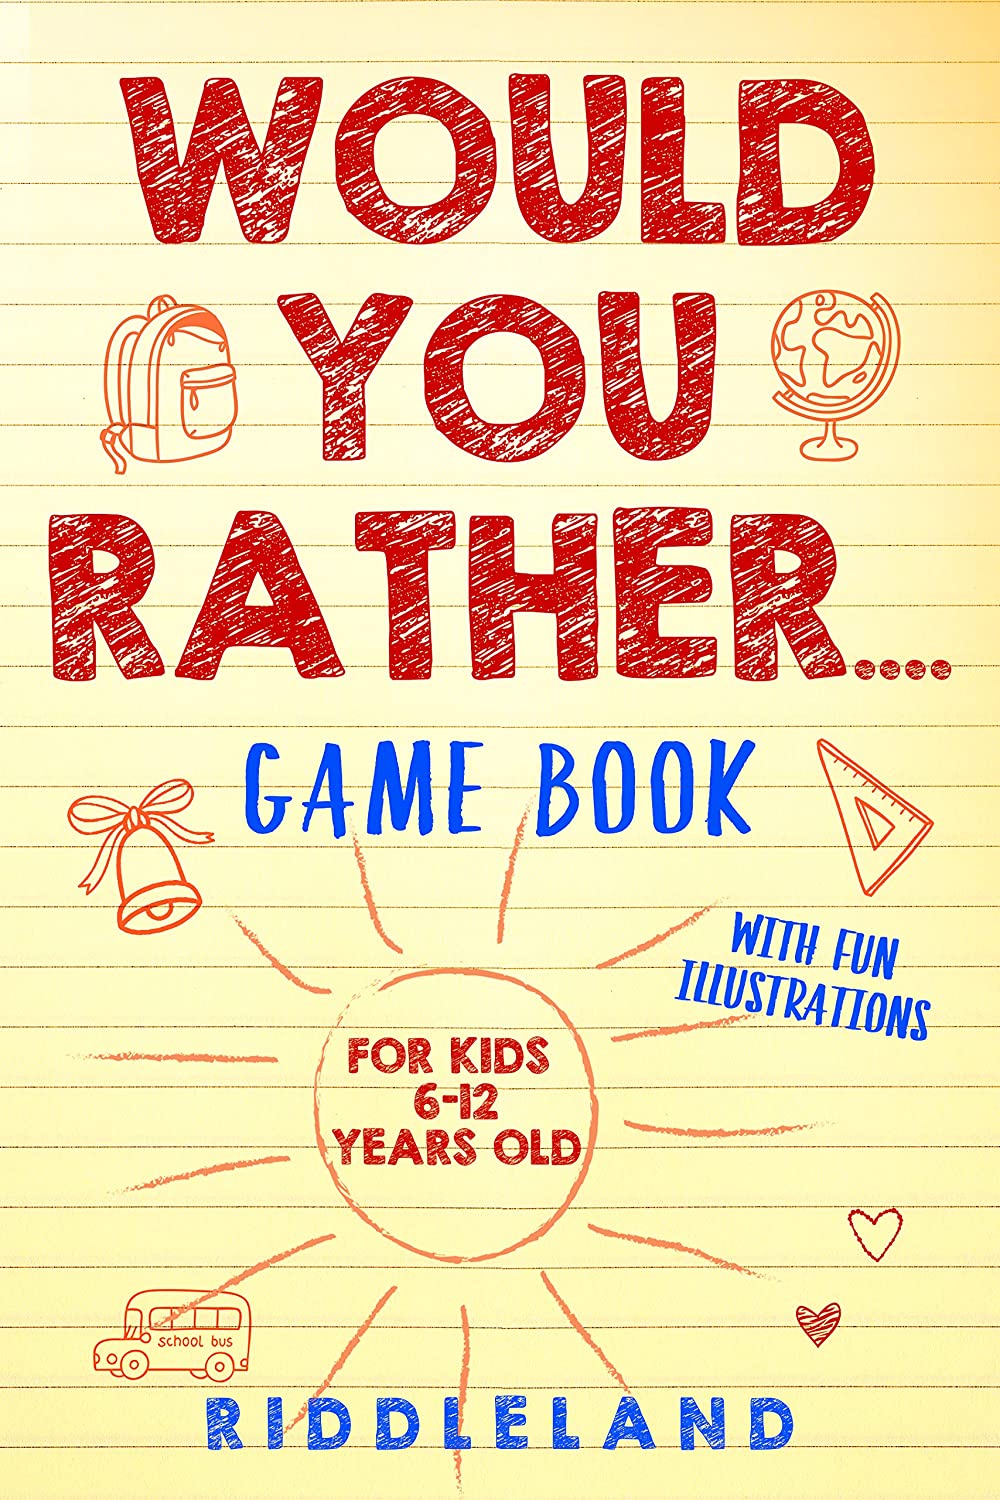 WOULD
YOU
RATHER....
GAME BOOK
WITH FUN
ILLUSTRATIONS
FOR KIDS
6-12
YEARS OLD
school bus
RIDDLELAND